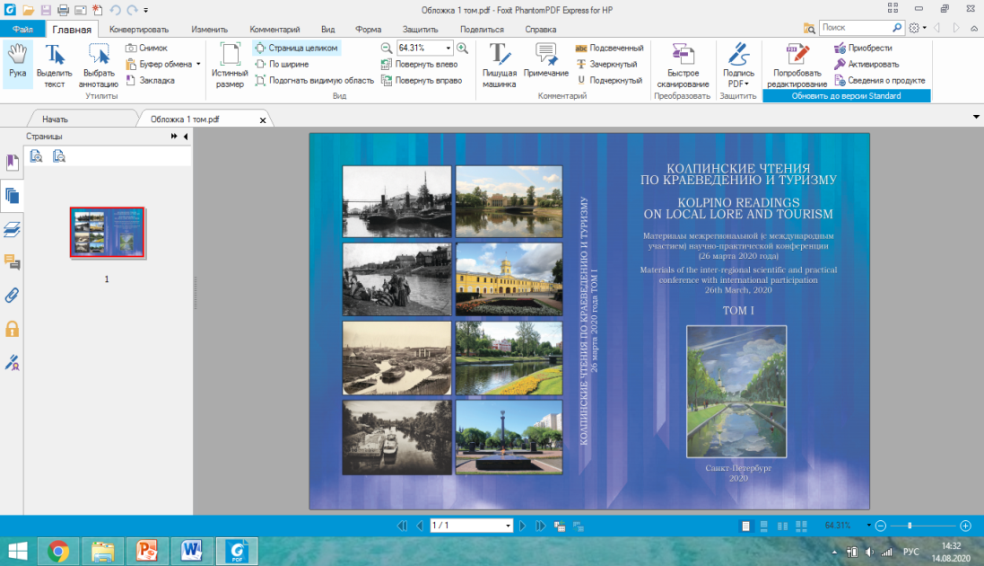 Обложка 1 том.pdf - Foxit PhantomPDF Express for HP
Файл Главная Конвертировать Изменить Комментарий Вид Форма Защитить Поделиться Справка
Поиск
Рука
Выделить текст
Выбрать аннотацию
Снимок
Буфер обмена
Закладка
Утилиты
Истинный размер
Страница целиком
По ширине
Подогнать видимую область
64.31%
Повернуть влево
Повернуть вправо
Вид
Пишущая машинка
Примечание
Подсвеченный
Зачеркнутый
Подчеркнутый
Комментарий
Быстрое сканирование
Преобразовать
Подпись PDF
Защитить
Попробовать редактирование
Приобрести
Активировать
Сведения о продукте
Обновить до версии Standard
Начать
Обложка 1 том.pdf
Страницы
1
КОЛПИНСКИЕ ЧТЕНИЯ ПО КРАЕВЕДЕНИЮ И ТУРИЗМУ
26 марта 2020 года ТОМ I
КОЛПИНСКИЕ ЧТЕНИЯ
ПО КРАЕВЕДЕНИЮ И ТУРИЗМУ
KOLPINO READINGS
ON LOCAL LORE AND TOURISM
Материалы межрегиональной (с международным
участием) научно-практической конференции
(26 марта 2020 года)
Materials of the inter-regional scientific and practical
conference with international participation
26th March, 2020
ТОМ I
Санкт-Петербург
2020
1 / 1
64.31%
РУС
14:32
14.08.2020